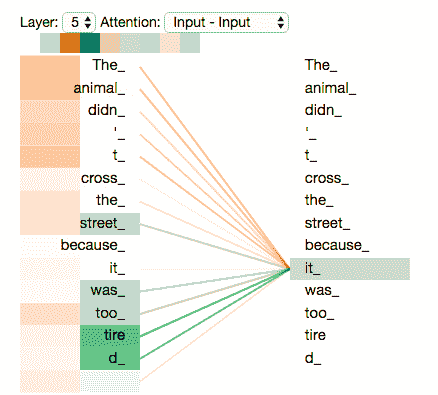 Layer: 5 Attention: Input - Input
The_ The_
animal_ animal_
didn_ didn_
'_ '_
t_ t_
cross_ cross_
the_ the_
street_ street_
because_ because_
it_ it_
was_ was_
too_ too_
tire tire
d_ d_